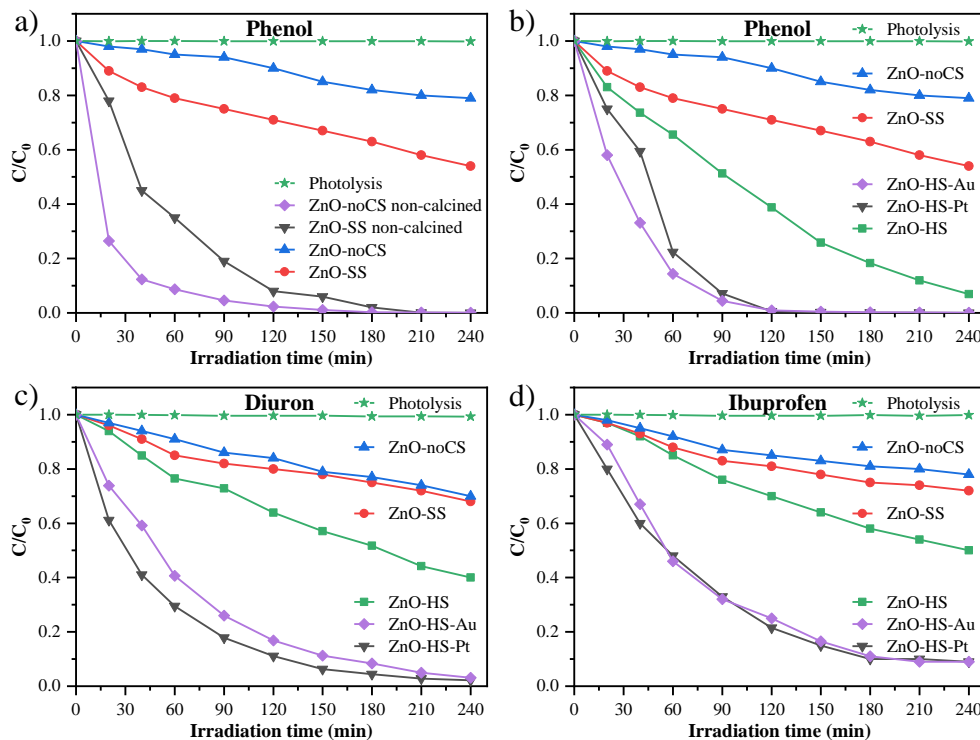 a)
Phenol
1.0
0.8
0.6
0.4
0.2
0.0
C/C0
Photolysis
ZnO-noCS non-calcined
ZnO-SS non-calcined
ZnO-noCS
ZnO-SS
0 30 60 90 120 150 180 210 240
Irradiation time (min)
b)
Phenol
Photolysis
1.0
0.8
0.6
0.4
0.2
0.0
C/C0
ZnO-noCS
ZnO-SS
ZnO-HS-Au
ZnO-HS-Pt
ZnO-HS
0 30 60 90 120 150 180 210 240
Irradiation time (min)
c)
Diuron
Photolysis
1.0
0.8
0.6
0.4
0.2
0.0
C/C0
ZnO-noCS
ZnO-SS
ZnO-HS
ZnO-HS-Au
ZnO-HS-Pt
0 30 60 90 120 150 180 210 240
Irradiation time (min)
d)
Ibuprofen
Photolysis
1.0
0.8
0.6
0.4
0.2
0.0
C/C0
ZnO-noCS
ZnO-SS
ZnO-HS
ZnO-HS-Au
ZnO-HS-Pt
0 30 60 90 120 150 180 210 240
Irradiation time (min)